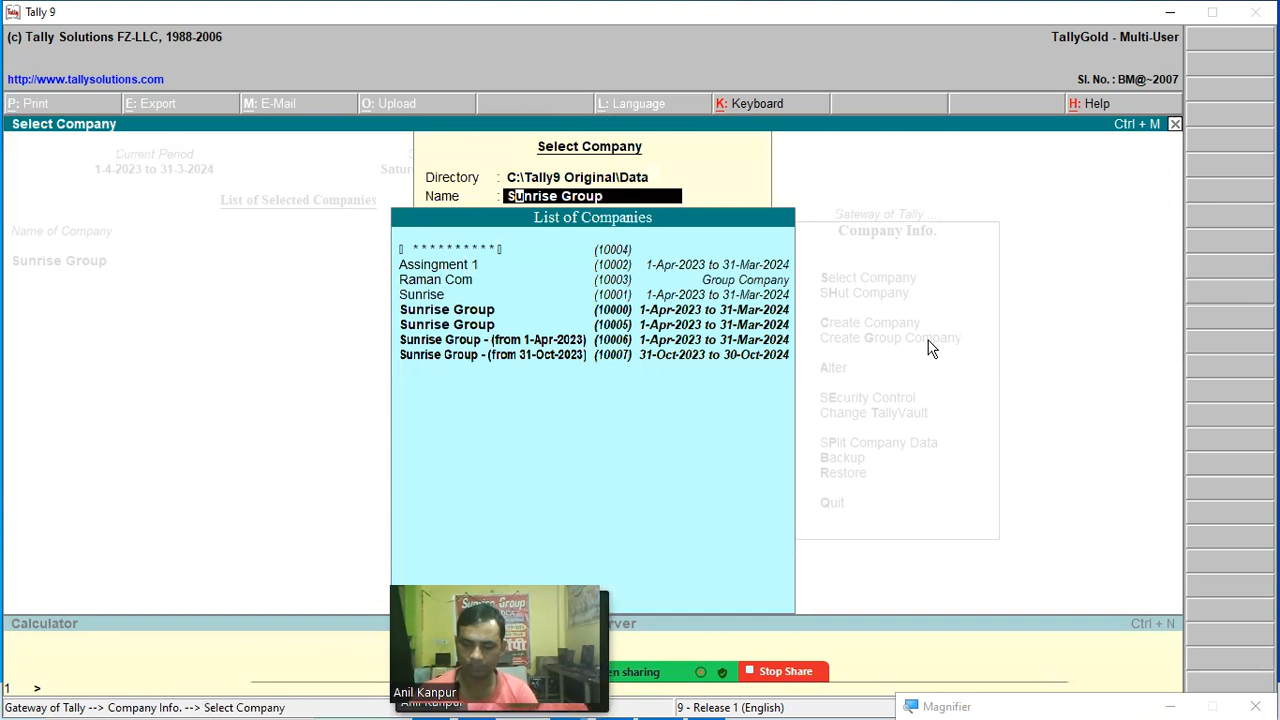 Tally 9
(c) Tally Solutions FZ-LLC, 1988-2006
TallyGold - Multi-User
http://www.tallysolutions.com
Sl. No. : BM@~2007
P: Print
E: Export
M: E-Mail
O: Upload
L: Language
K: Keyboard
H: Help
Select Company
Ctrl + M
Current Period
1-4-2023 to 31-3-2024
Satur
List of Selected Companies
Name of Company
Sunrise Group
Select Company
Directory : C:\Tally9 Original\Data
Name : Sunrise Group
List of Companies
* * * * * * * * * * (10004)
Assingment 1 (10002) 1-Apr-2023 to 31-Mar-2024
Raman Com (10003) Group Company
Sunrise (10001) 1-Apr-2023 to 31-Mar-2024
Sunrise Group (10000) 1-Apr-2023 to 31-Mar-2024
Sunrise Group (10005) 1-Apr-2023 to 31-Mar-2024
Sunrise Group - (from 1-Apr-2023) (10006) 1-Apr-2023 to 31-Mar-2024
Sunrise Group - (from 31-Oct-2023) (10007) 31-Oct-2023 to 30-Oct-2024
Gateway of Tally ....
Company Info.
Select Company
SHut Company
Create Company
Create Group Company
Alter
SEcurity Control
Change TallyVault
SPlit Company Data
Backup
Restore
Quit
Calculator
rver
Ctrl + N
Sunrise Group
en sharing
Stop Share
Anil Kanpur
1 >
Gateway of Tally --> Company Info. --> Select Company
9 - Release 1 (English)
Magnifier